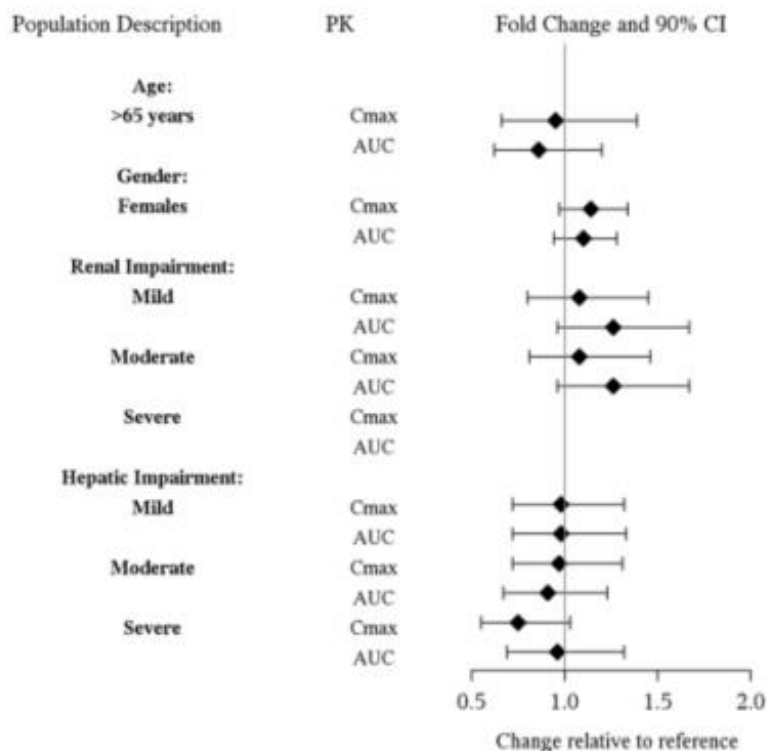 Population Description PK Fold Change and 90% CI
Age:
>65 years Cmax
AUC
Gender:
Females Cmax
AUC
Renal Impairment:
Mild Cmax
AUC
Moderate Cmax
AUC
Severe Cmax
AUC
Hepatic Impairment:
Mild Cmax
AUC
Moderate Cmax
AUC
Severe Cmax
AUC
0.5 1.0 1.5 2.0
Change relative to reference